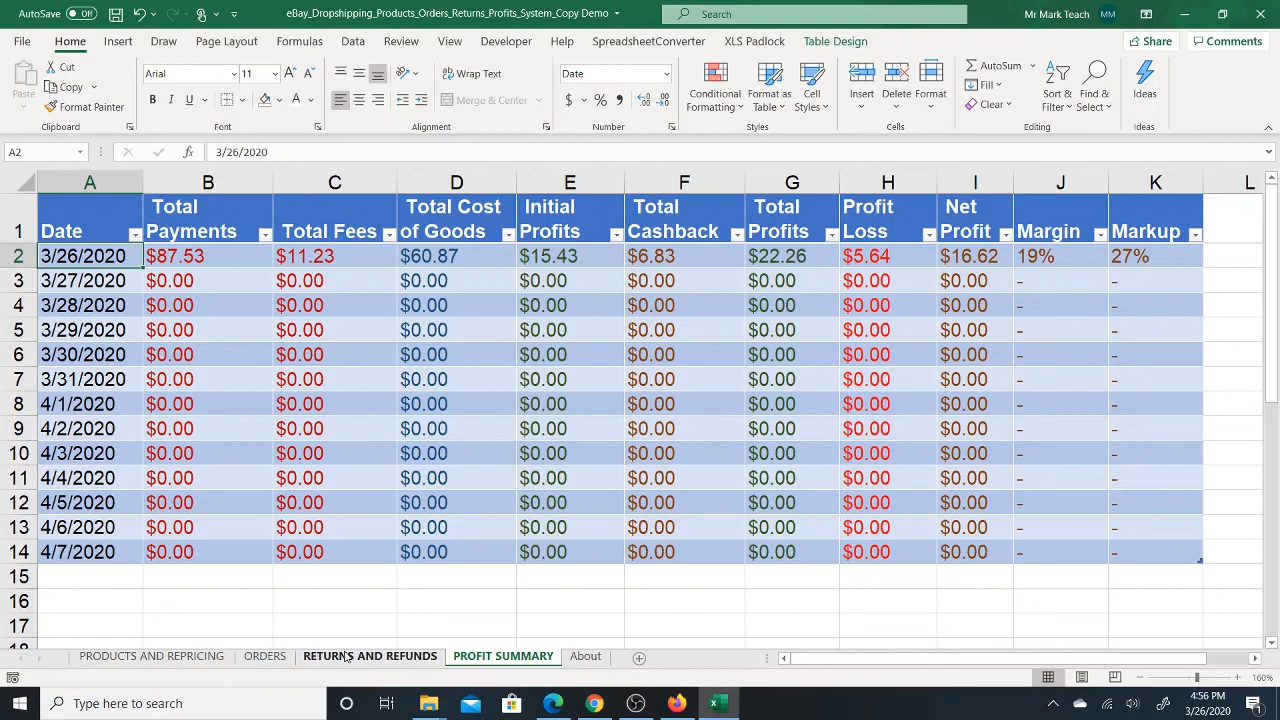 AutoSave Off eBay_Dropshipping_Products_Orders_Returns_Profits_System_Copy Demo Search Mr Mark Teach MM
File Home Insert Draw Page Layout Formulas Data Review View Developer Help SpreadsheetConverter XLS Padlock Table Design Share Comments
Paste Cut Copy Format Painter
Arial 11 Wrap Text Merge & Center Date
Conditional Formatting Format as Table Cell Styles Insert Delete Format AutoSum Fill Clear Sort & Filter Find & Select Ideas
Clipboard Font Alignment Number Styles Cells Editing Ideas
A2 fx 3/26/2020
A B C D E F G H I J K L
1 Date Total Payments Total Fees Total Cost of Goods Initial Profits Total Cashback Total Profits Profit Loss Net Profit Margin Markup
2 3/26/2020 $87.53 $11.23 $60.87 $15.43 $6.83 $22.26 $5.64 $16.62 19% 27%
3 3/27/2020 $0.00 $0.00 $0.00 $0.00 $0.00 $0.00 $0.00 $0.00 - -
4 3/28/2020 $0.00 $0.00 $0.00 $0.00 $0.00 $0.00 $0.00 $0.00 - -
5 3/29/2020 $0.00 $0.00 $0.00 $0.00 $0.00 $0.00 $0.00 $0.00 - -
6 3/30/2020 $0.00 $0.00 $0.00 $0.00 $0.00 $0.00 $0.00 $0.00 - -
7 3/31/2020 $0.00 $0.00 $0.00 $0.00 $0.00 $0.00 $0.00 $0.00 - -
8 4/1/2020 $0.00 $0.00 $0.00 $0.00 $0.00 $0.00 $0.00 $0.00 - -
9 4/2/2020 $0.00 $0.00 $0.00 $0.00 $0.00 $0.00 $0.00 $0.00 - -
10 4/3/2020 $0.00 $0.00 $0.00 $0.00 $0.00 $0.00 $0.00 $0.00 - -
11 4/4/2020 $0.00 $0.00 $0.00 $0.00 $0.00 $0.00 $0.00 $0.00 - -
12 4/5/2020 $0.00 $0.00 $0.00 $0.00 $0.00 $0.00 $0.00 $0.00 - -
13 4/6/2020 $0.00 $0.00 $0.00 $0.00 $0.00 $0.00 $0.00 $0.00 - -
14 4/7/2020 $0.00 $0.00 $0.00 $0.00 $0.00 $0.00 $0.00 $0.00 - -
15
16
17
PRODUCTS AND REPRICING ORDERS RETURNS AND REFUNDS PROFIT SUMMARY About
160%
Type here to search 4:56 PM
3/26/2020